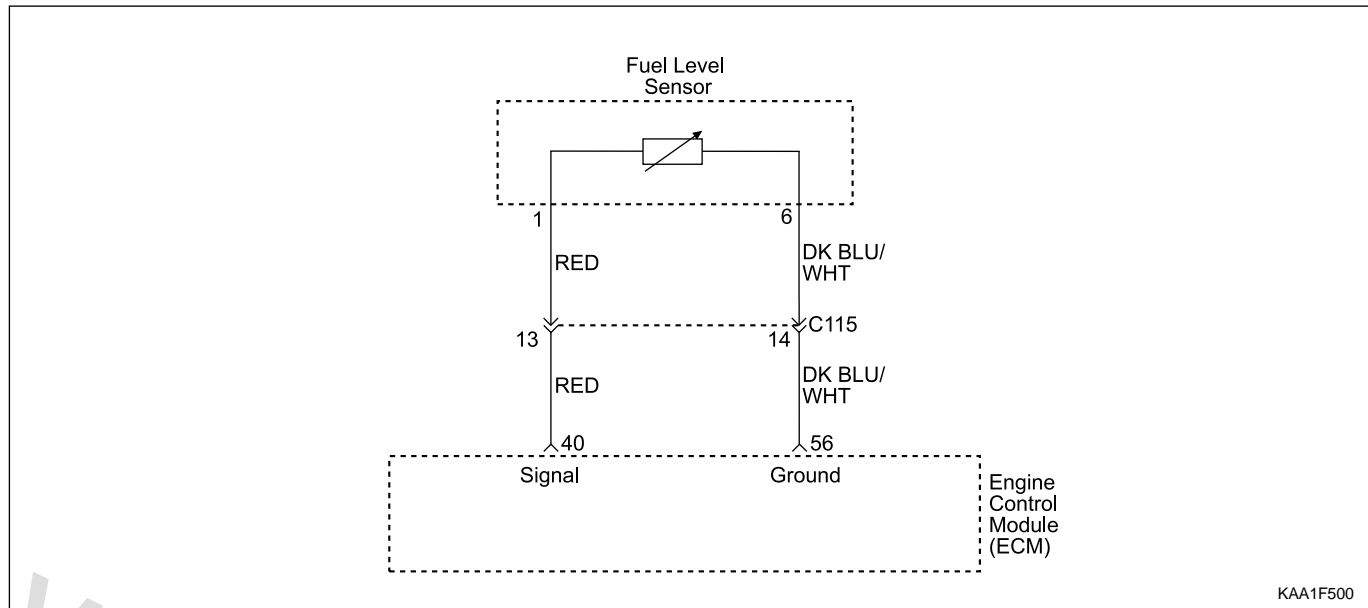 Fuel Level
Sensor
1
6
RED
DK BLU/
WHT
13
14
C115
RED
DK BLU/
WHT
40
56
Signal
Ground
Engine
Control
Module
(ECM)
KAA1F500